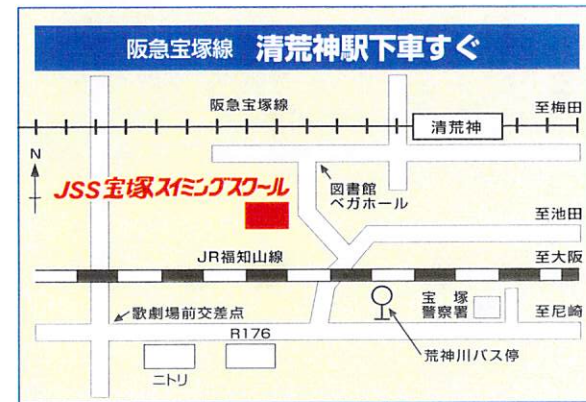 阪急宝塚線 清荒神駅下車すぐ
阪急宝塚線
至梅田
清荒神
N
JSS宝塚スイミングスクール
図書館
ベガホール
至池田
JR福知山線
至大阪
宝塚
警察署
至尼崎
歌劇場前交差点
R176
荒神川バス停
ニトリ